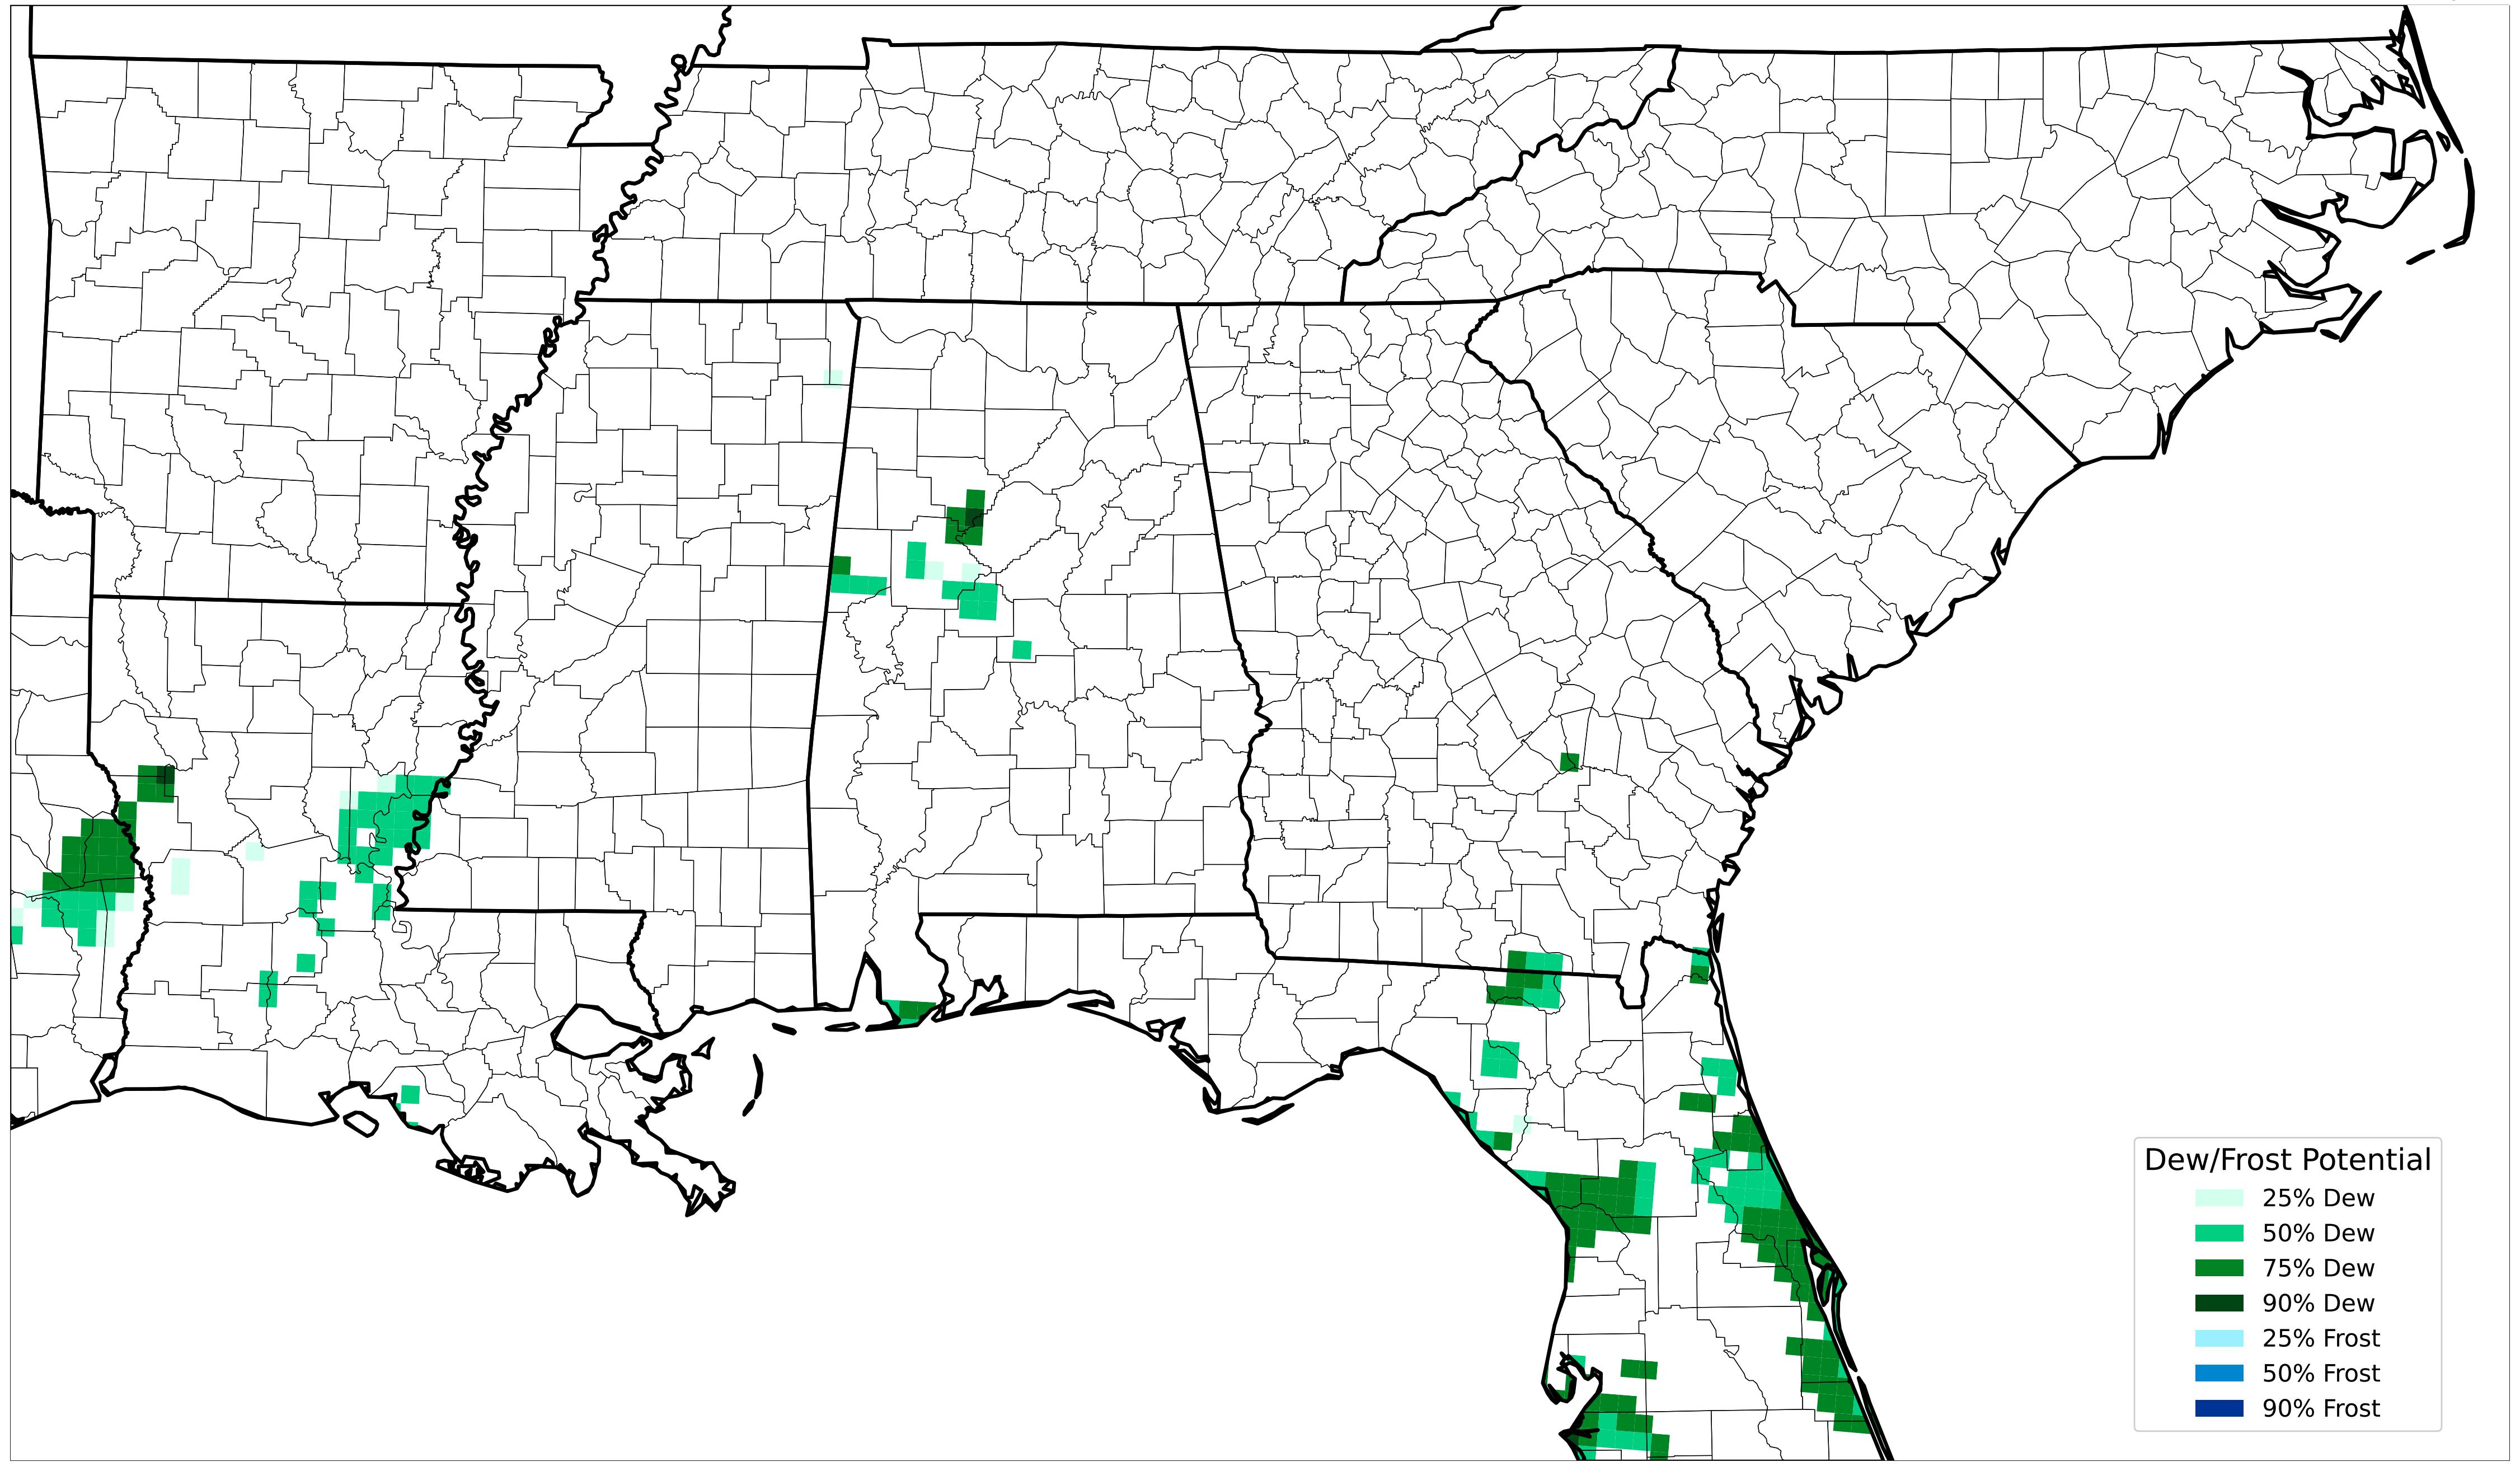 Dew/Frost Potential
25% Dew
50% Dew
75% Dew
90% Dew
25% Frost
50% Frost
90% Frost